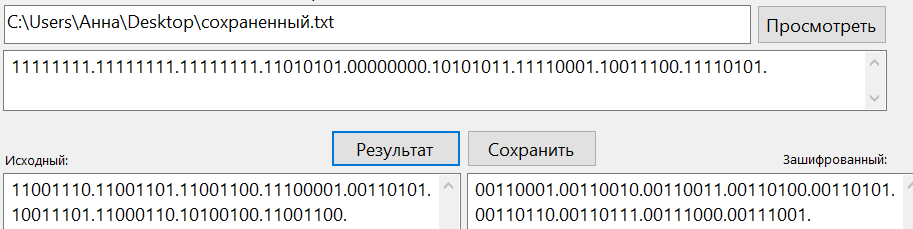 C:\Users\Анна\Desktop\сохраненный.txt
Просмотреть
11111111.11111111.11111111.11010101.00000000.10101011.11110001.10011100.11110101.
Результат
Сохранить
Исходный:
Зашифрованный:
11001110.11001101.11001100.11100001.00110101.
10011101.11000110.10100100.11001100.
00110001.00110010.00110011.00110100.00110101.
00110110.00110111.00111000.00111001.